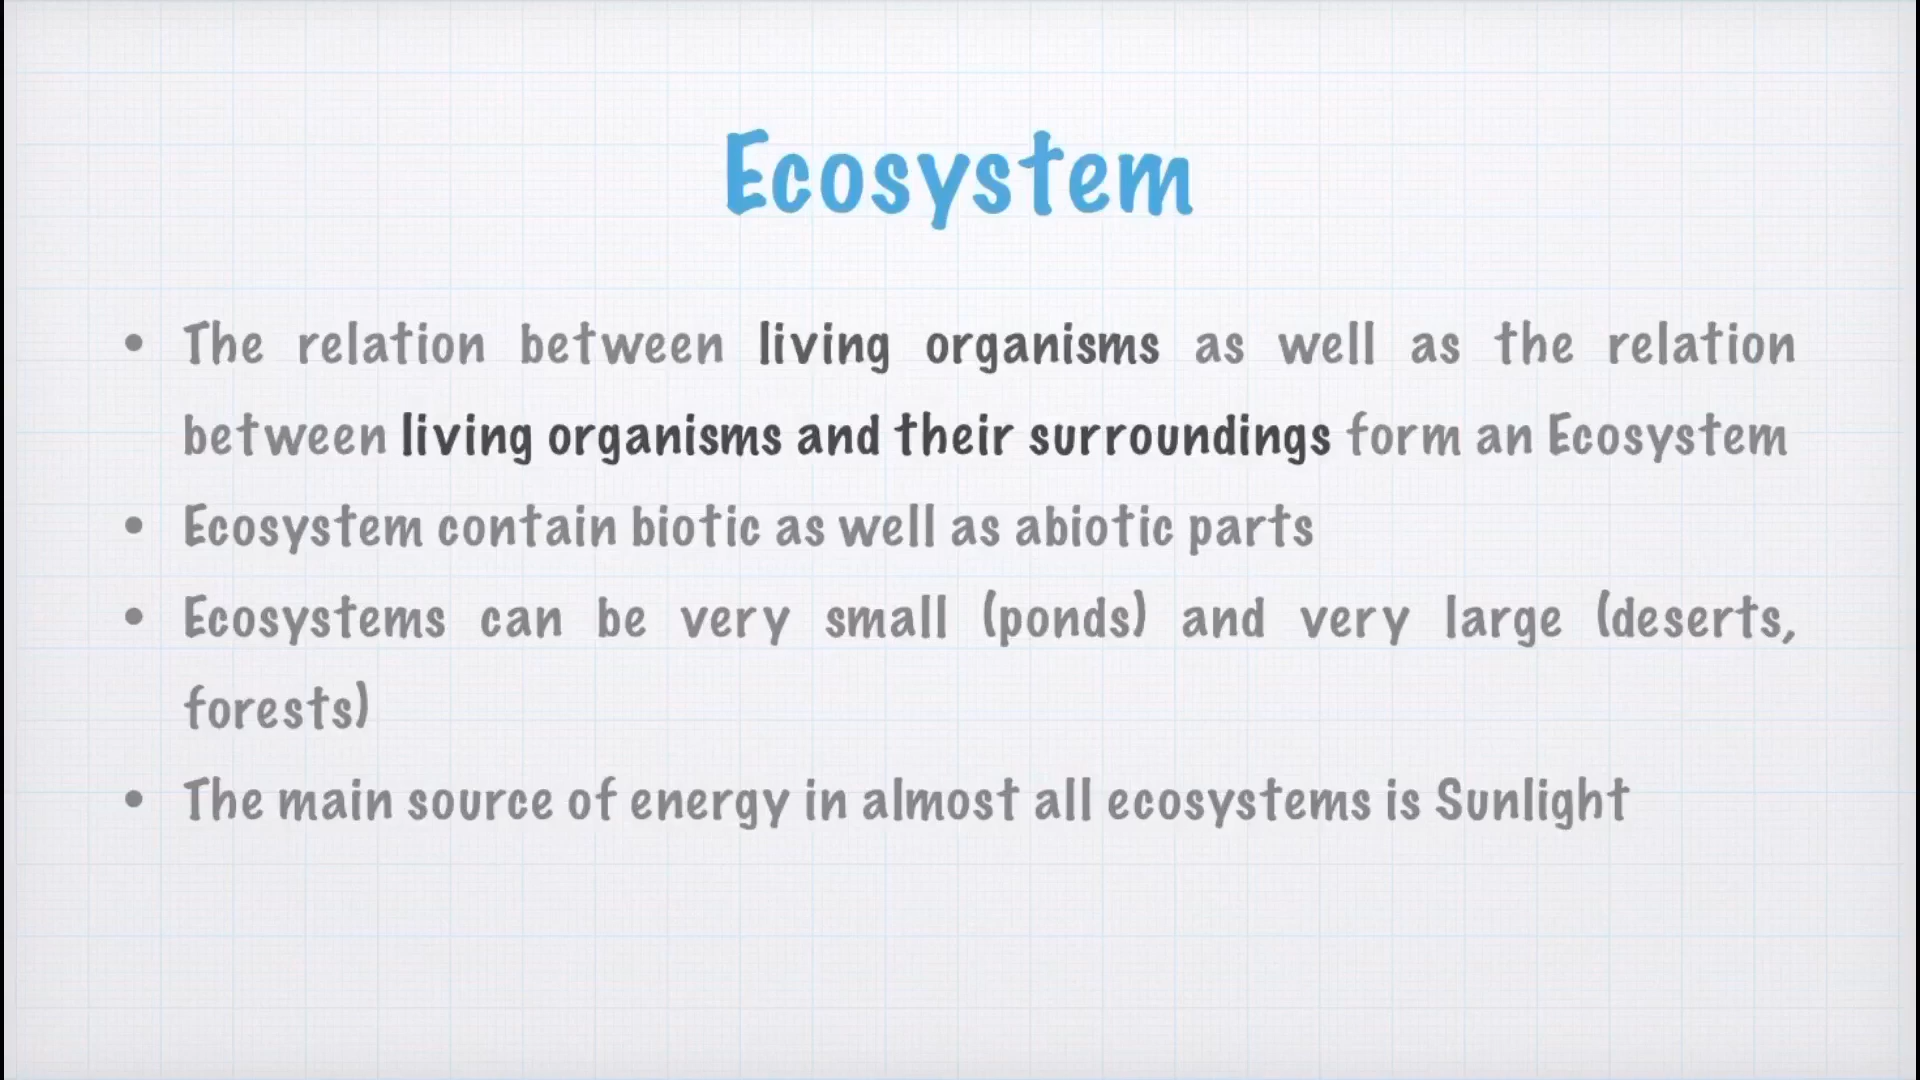 Ecosystem
• The relation between living organisms as well as the relation
between living organisms and their surroundings form an Ecosystem
• Ecosystem contain biotic as well as abiotic parts
• Ecosystems can be very small (ponds) and very large (deserts,
forests)
• The main source of energy in almost all ecosystems is Sunlight